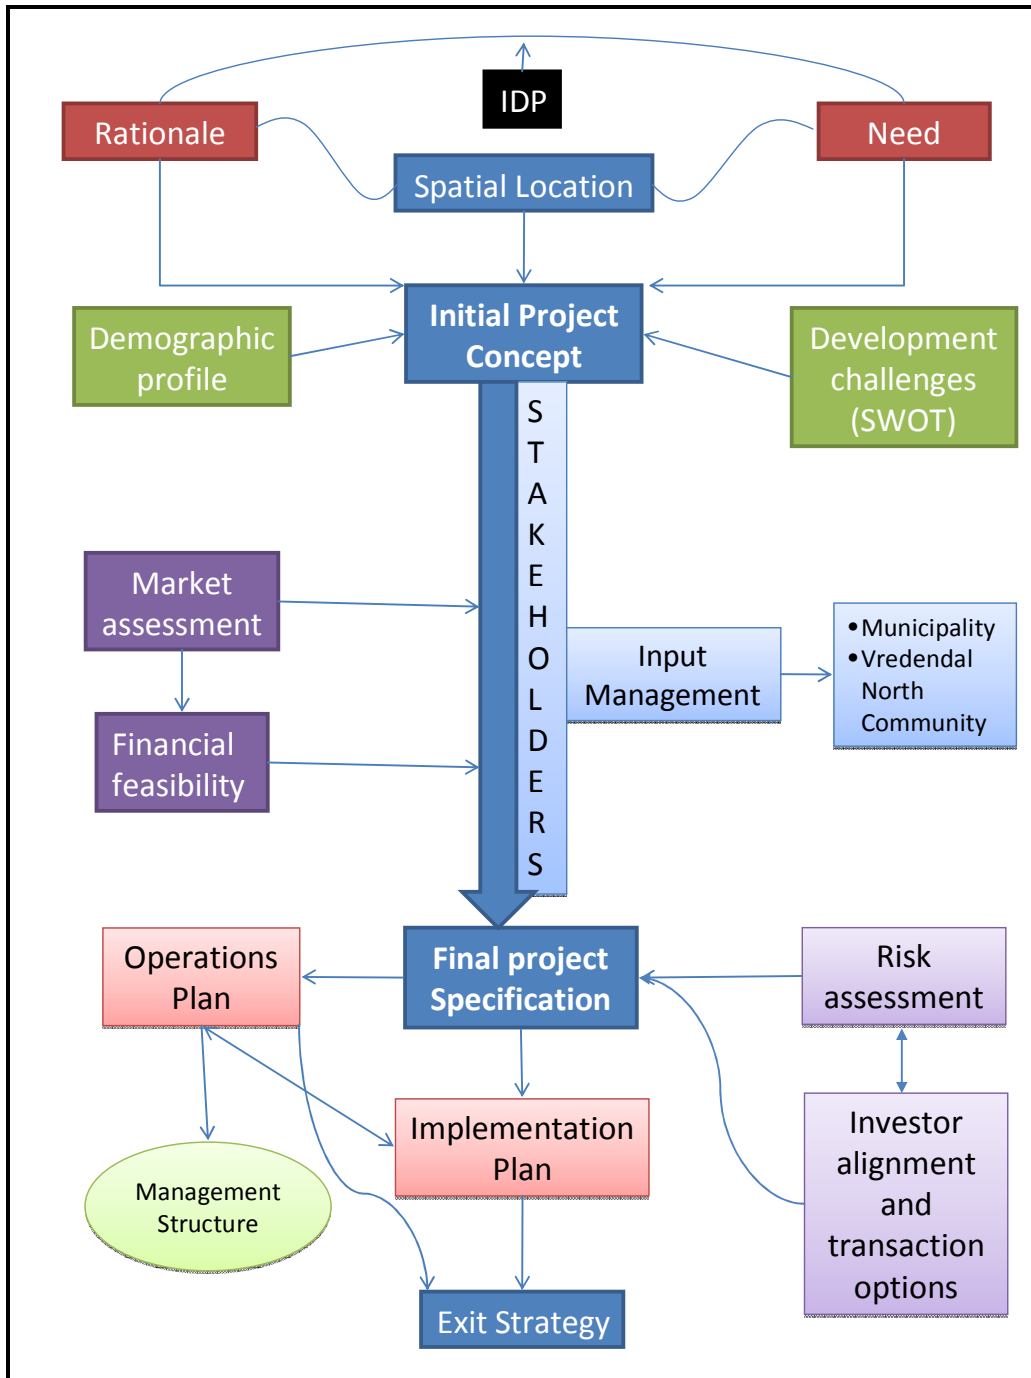 IDP
Rationale
Need
Spatial Location
Initial Project
Concept
Demographic
profile
Development
challenges
(SWOT)
S
T
A
K
E
H
O
L
D
E
R
S
Market
assessment
Input
Management
• Municipality
• Vredendal
North
Community
Financial
feasibility
Operations
Plan
Final project
Specification
Risk
assessment
Implementation
Plan
Investor
alignment
and
transaction
options
Management
Structure
Exit Strategy